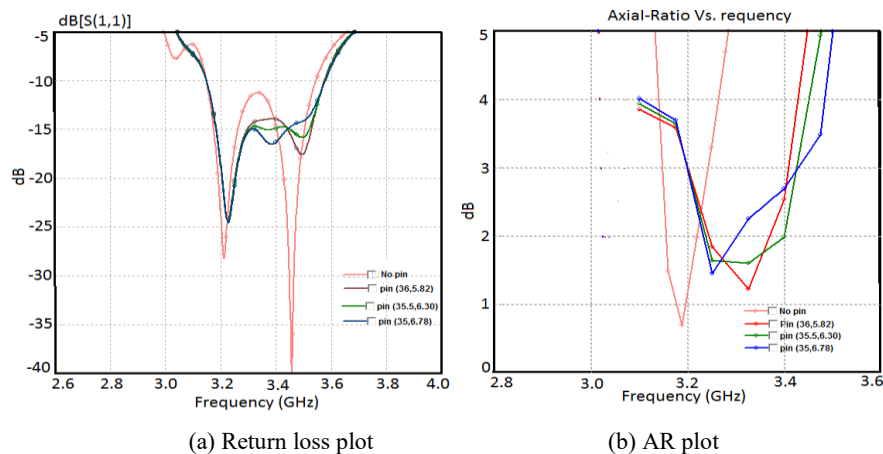 dB[S(1,1)]
-5
-10
-15
-20
-25
-30
-35
-40
dB
No pin
pin (36,5.82)
pin (35.5,6.30)
pin (35,6.78)
2.6
3.0
3.2
3.4
3.6
3.8
4.0
Frequency (GHz)
(a) Return loss plot
Axial-Ratio Vs. requency
5
4
3
2
1
0
dB
No pin
Pin (36,5.82)
Pin (35.5,6.30)
Pin (35,6.78)
2.8
3.0
3.2
3.4
3.6
Frequency (GHz)
(b) AR plot